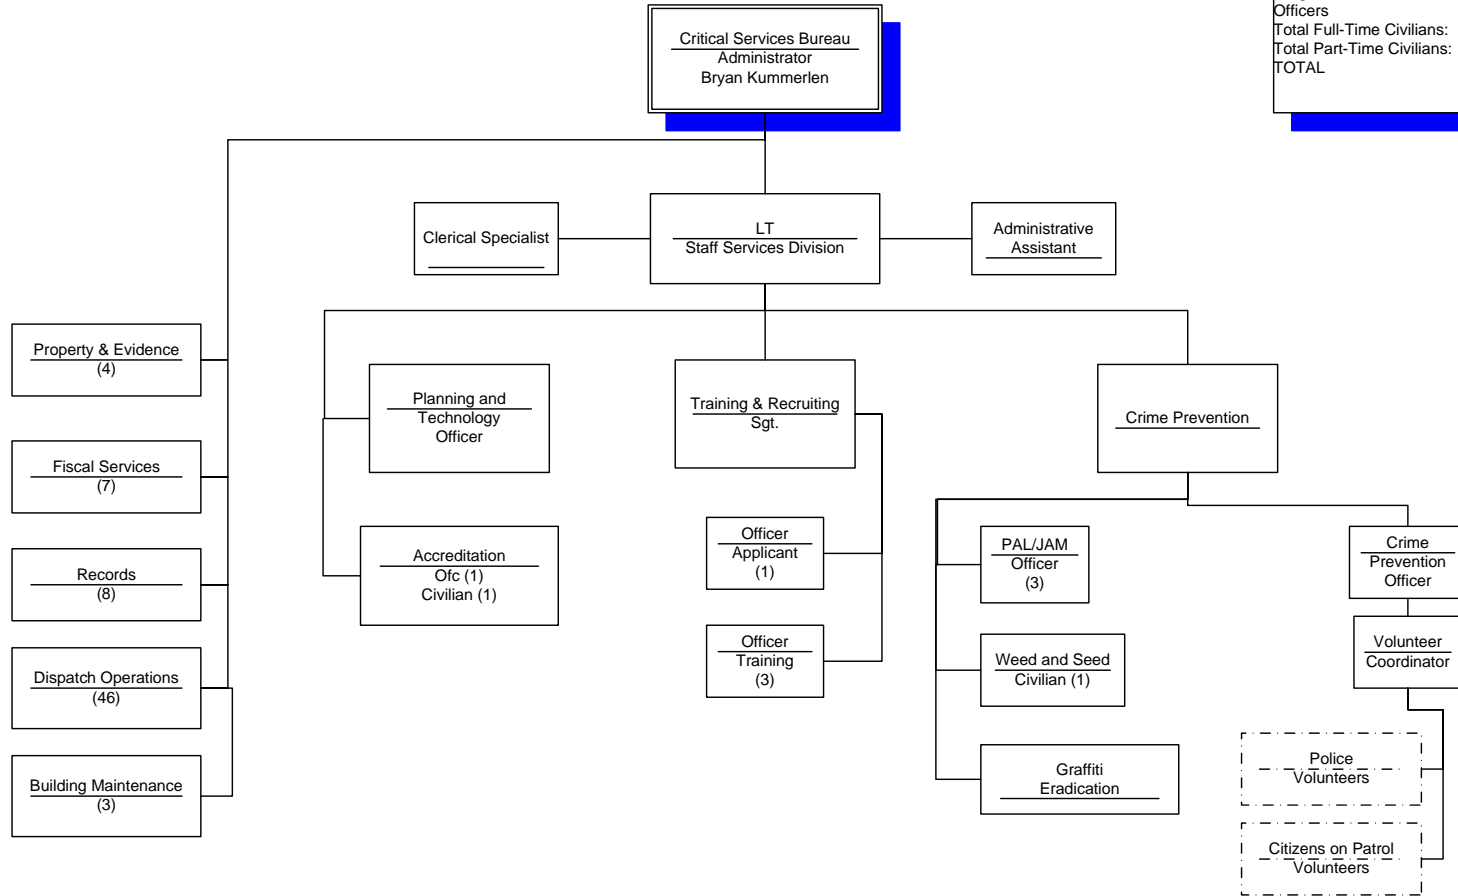 Critical Services Bureau
Administrator
Bryan Kummerlen
Officers
Total Full-Time Civilians:
Total Part-Time Civilians:
TOTAL
Clerical Specialist
LT
Staff Services Division
Administrative
Assistant
Property & Evidence
(4)
Fiscal Services
(7)
Records
(8)
Dispatch Operations
(46)
Building Maintenance
(3)
Planning and
Technology
Officer
Accreditation
Ofc (1)
Civilian (1)
Training & Recruiting
Sgt.
Officer
Applicant
(1)
Officer
Training
(3)
Crime Prevention
PAL/JAM
Officer
(3)
Weed and Seed
Civilian (1)
Graffiti
Eradication
Crime
Prevention
Officer
Volunteer
Coordinator
Police
Volunteers
Citizens on Patrol
Volunteers